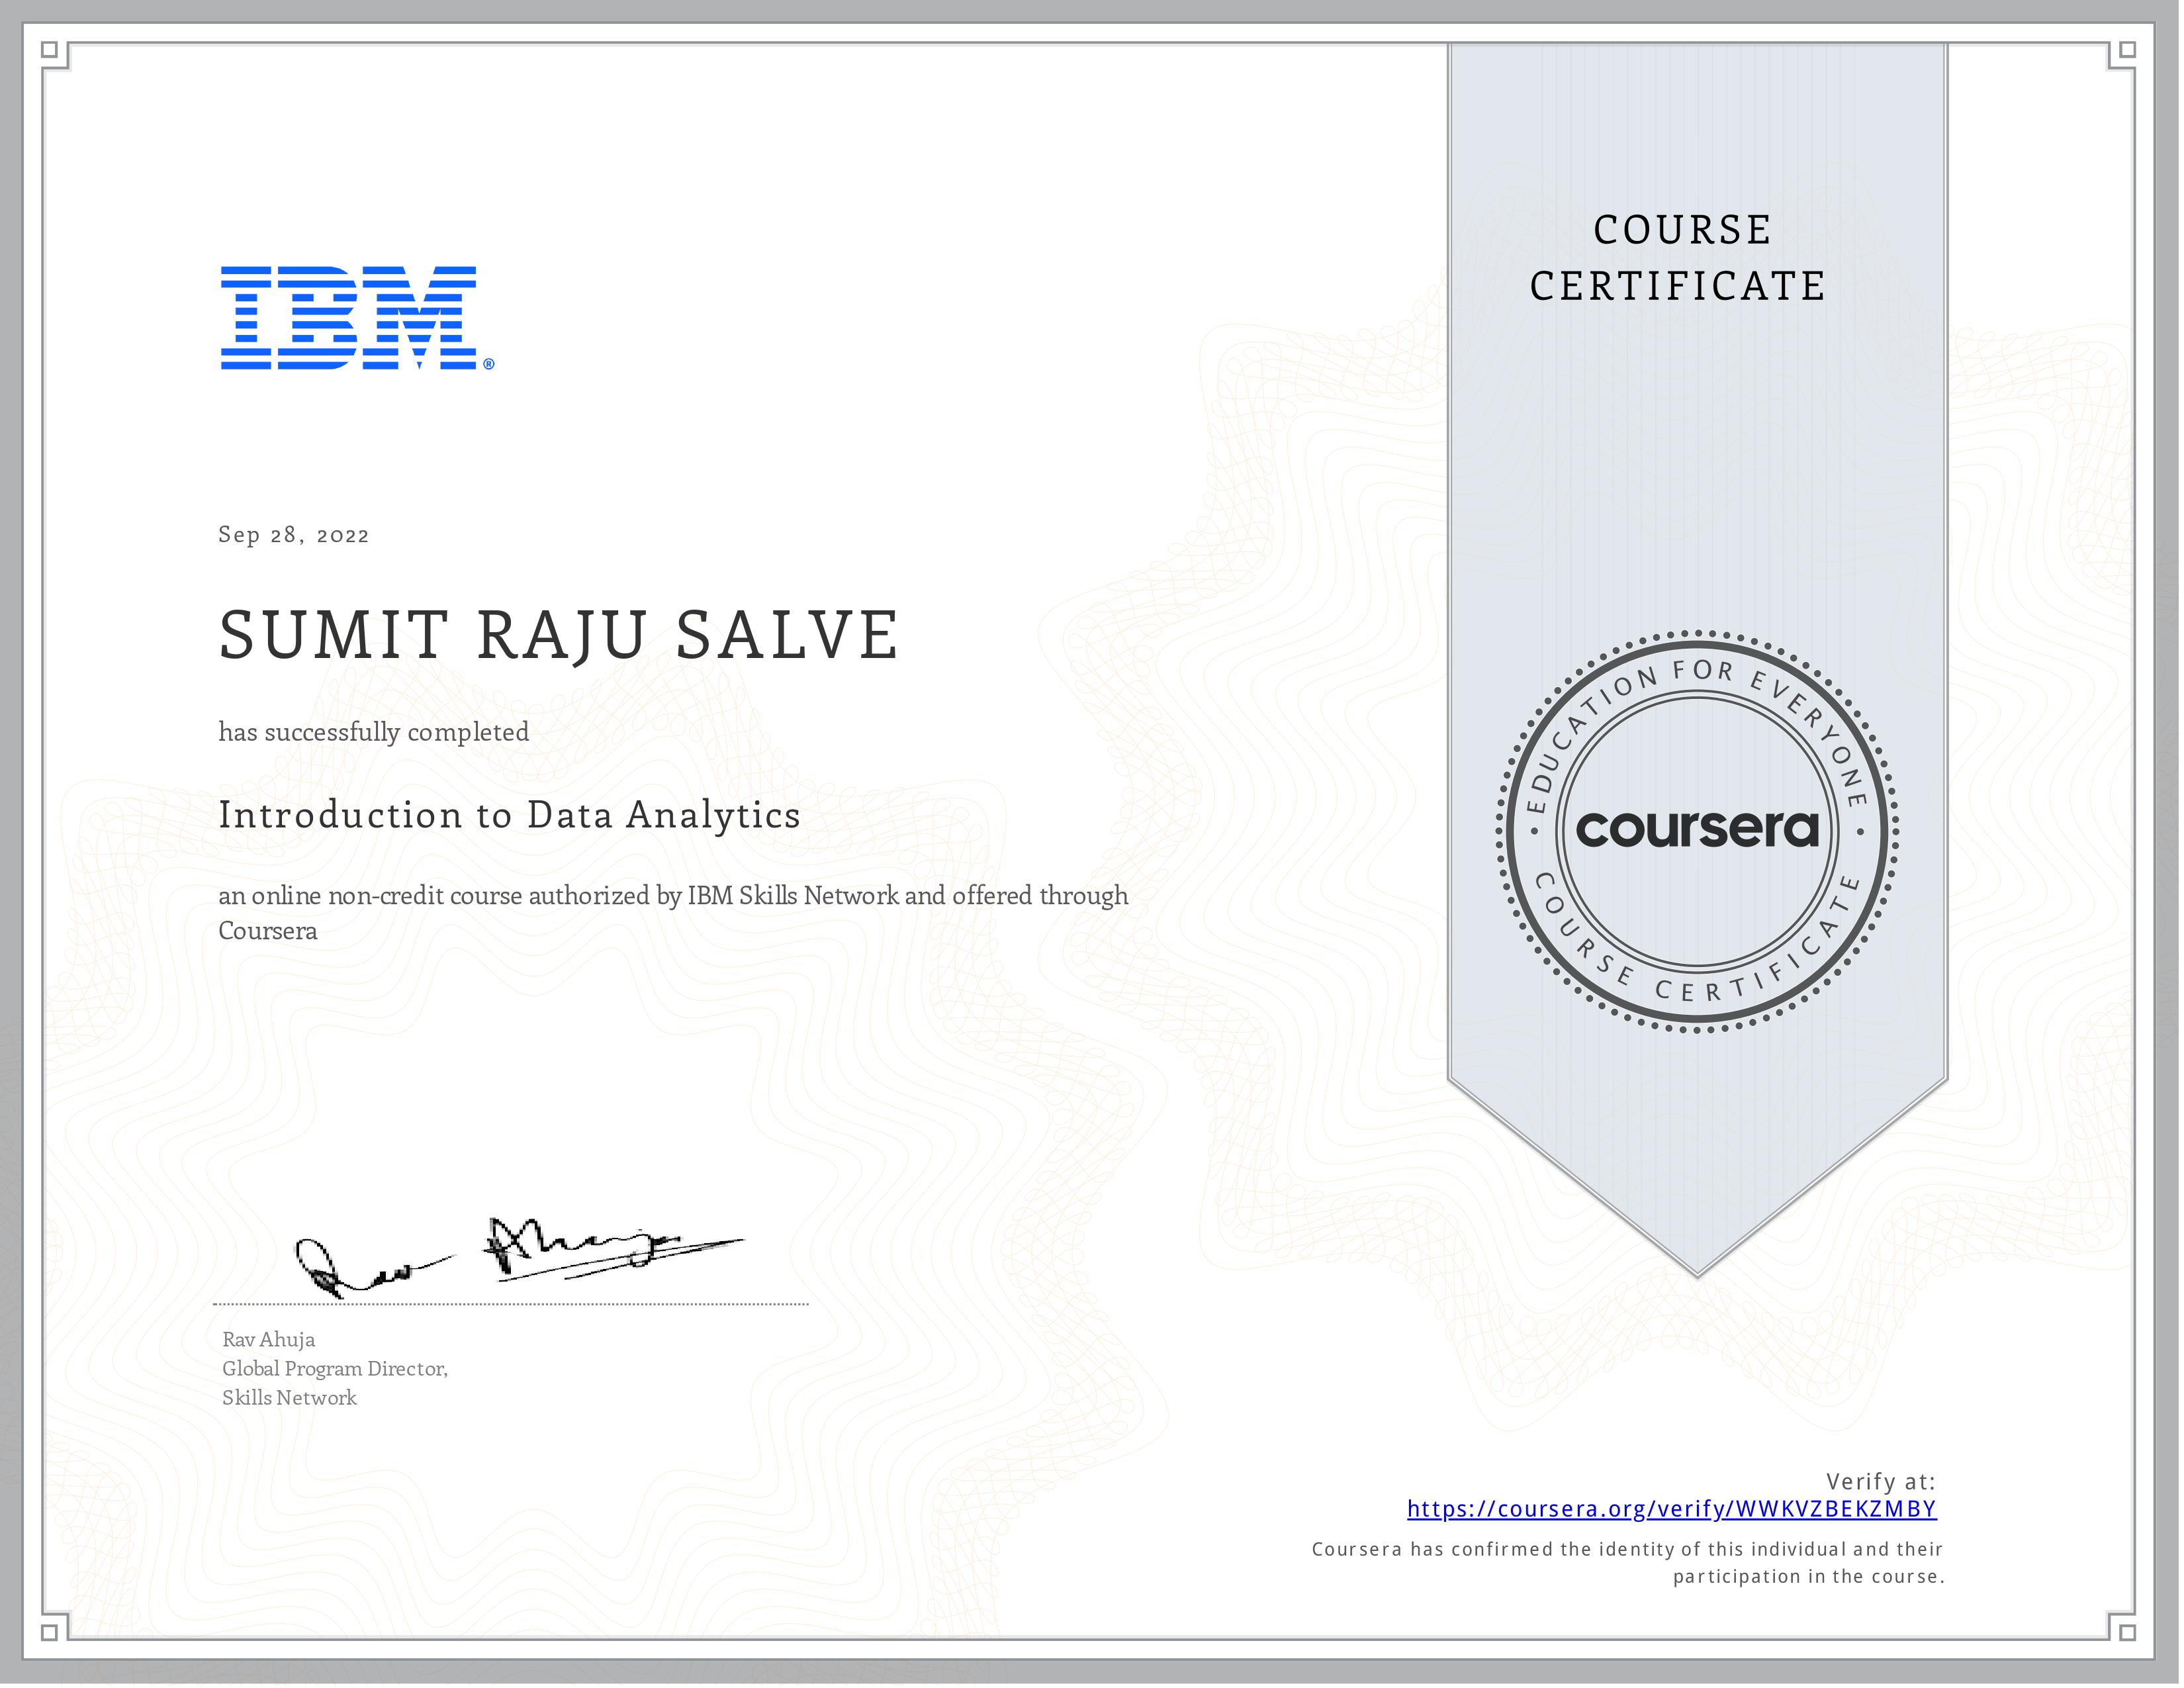 IBM®
COURSE
CERTIFICATE
Sep 28, 2022
SUMIT RAJU SALVE
has successfully completed
Introduction to Data Analytics
an online non-credit course authorized by IBM Skills Network and offered through
Coursera
EDUCATION FOR EVERYONE
coursera
COURSE CERTIFICATE
Rav Ahuja
Global Program Director,
Skills Network
Verify at:
https://coursera.org/verify/WWKVZBEKZMBY
Coursera has confirmed the identity of this individual and their
participation in the course.